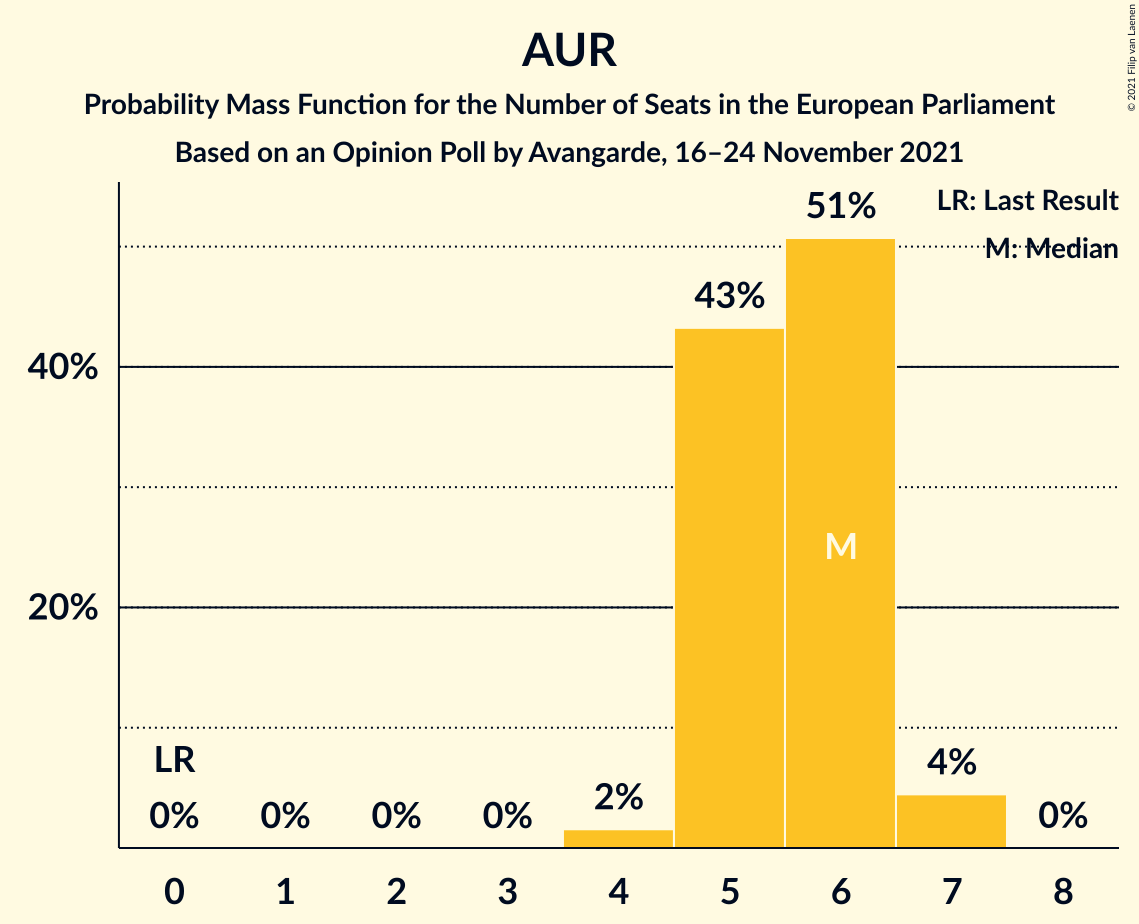 AUR
Probability Mass Function for the Number of Seats in the European Parliament
Based on an Opinion Poll by Avangarde, 16–24 November 2021
© 2021 Filip van Laenen
LR: Last Result
M: Median
51%
43%
40%
M
20%
LR
4%
2%
0% 0% 0% 0% 0%
0 1 2 3 4 5 6 7 8